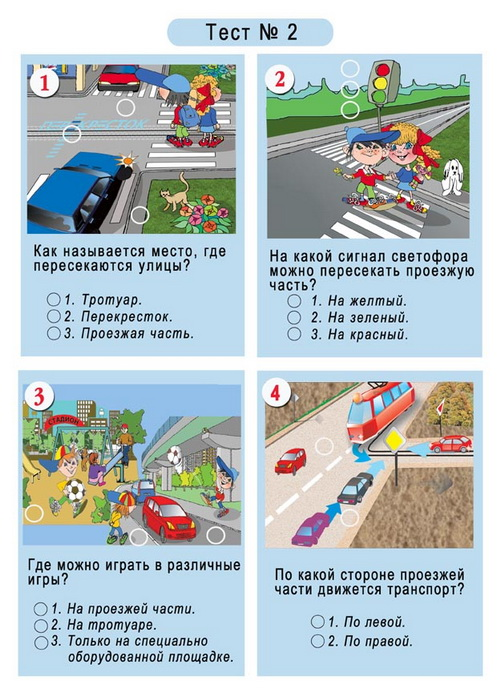 Тест № 2
1
ПЕРЕКРЕСТОК
Как называется место, где
пересекаются улицы?
1. Тротуар.
2. Перекресток.
3. Проезжая часть.
2
На какой сигнал светофора
можно пересекать проезжую
часть?
1. На желтый.
2. На зеленый.
3. На красный.
3
СТАДИОН
Где можно играть в различные
игры?
1. На проезжей части.
2. На тротуаре.
3. Только на специально
оборудованной площадке.
4
По какой стороне проезжей
части движется транспорт?
1. По левой.
2. По правой.